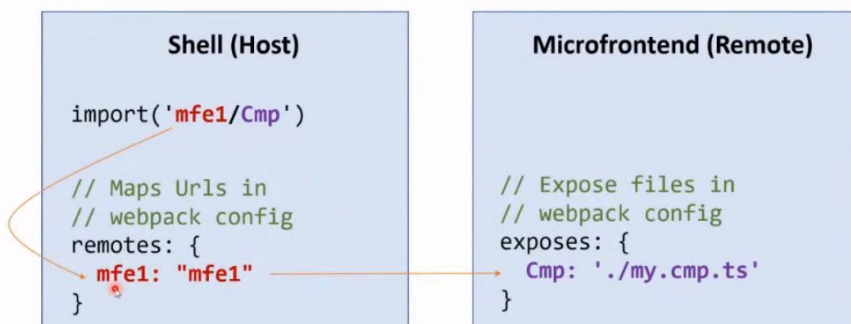 Shell (Host)
import('mfe1/Cmp')
// Maps Urls in
// webpack config
remotes: {
mfe1: "mfe1"
}
Microfrontend (Remote)
// Expose files in
// webpack config
exposes: {
Cmp: './my.cmp.ts'
}